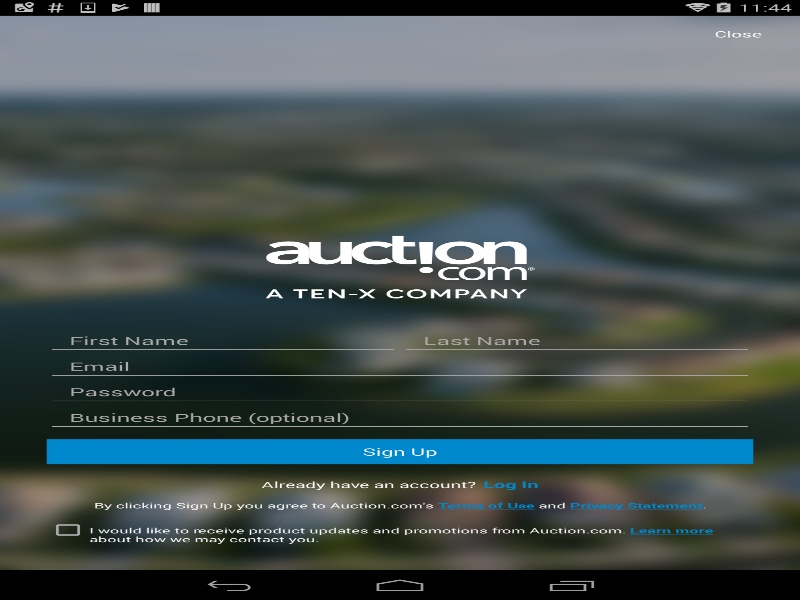 11:44
Close
auction
.com®
A TEN-X COMPANY
First Name
Last Name
Email
Password
Business Phone (optional)
Sign Up
Already have an account? Log In
By clicking Sign Up you agree to Auction.com's Terms of Use and Privacy Statement.
I would like to receive product updates and promotions from Auction.com. Learn more
about how we may contact you.